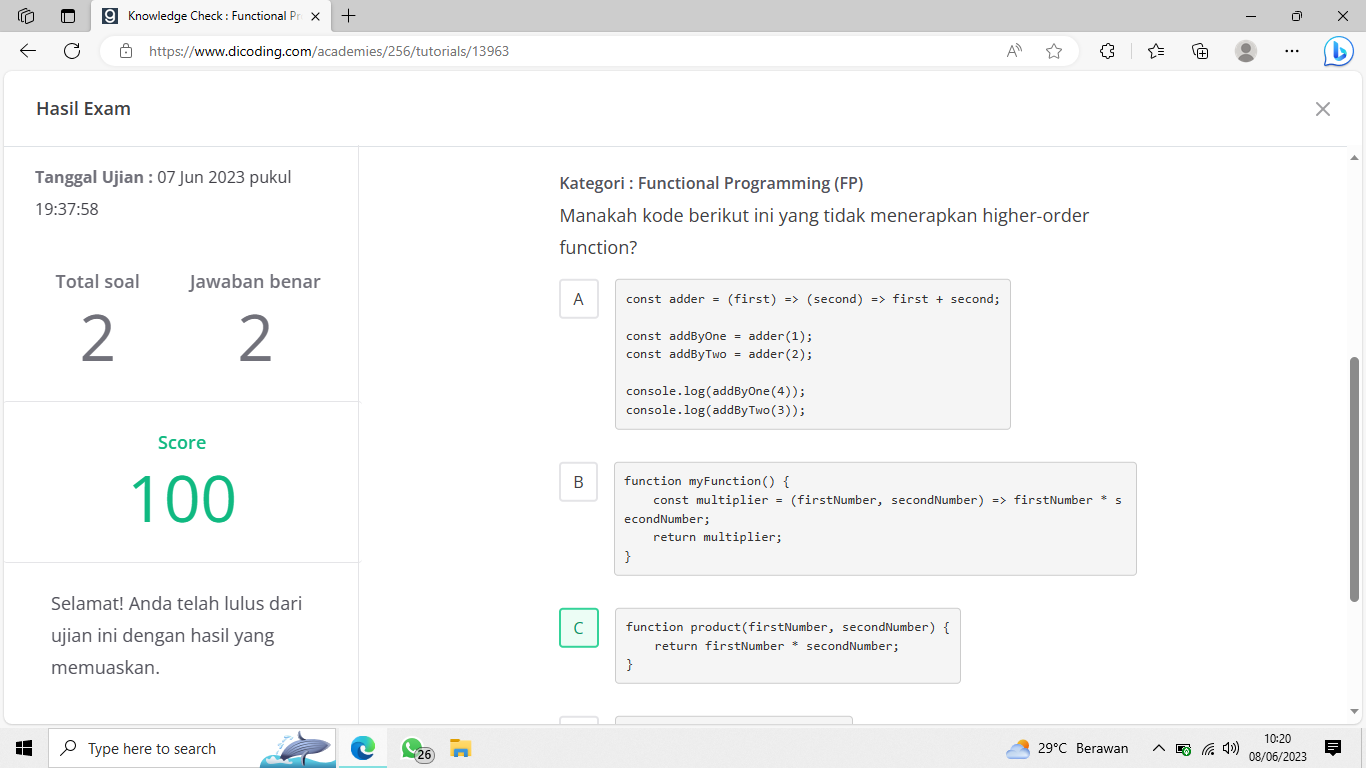 Knowledge Check : Functional Pr
https://www.dicoding.com/academies/256/tutorials/13963
Hasil Exam
Tanggal Ujian : 07 Jun 2023 pukul
19:37:58
Total soal
Jawaban benar
2
2
Score
100
Selamat! Anda telah lulus dari
ujian ini dengan hasil yang
memuaskan.
Kategori : Functional Programming (FP)
Manakah kode berikut ini yang tidak menerapkan higher-order
function?
A
const adder = (first) => (second) => first + second;
const addByOne = adder(1);
const addByTwo = adder(2);
console.log(addByOne(4));
console.log(addByTwo(3));
B
function myFunction() {
    const multiplier = (firstNumber, secondNumber) => firstNumber * s
econdNumber;
    return multiplier;
}
C
function product(firstNumber, secondNumber) {
    return firstNumber * secondNumber;
}
Type here to search
26
29°C Berawan
10:20
08/06/2023